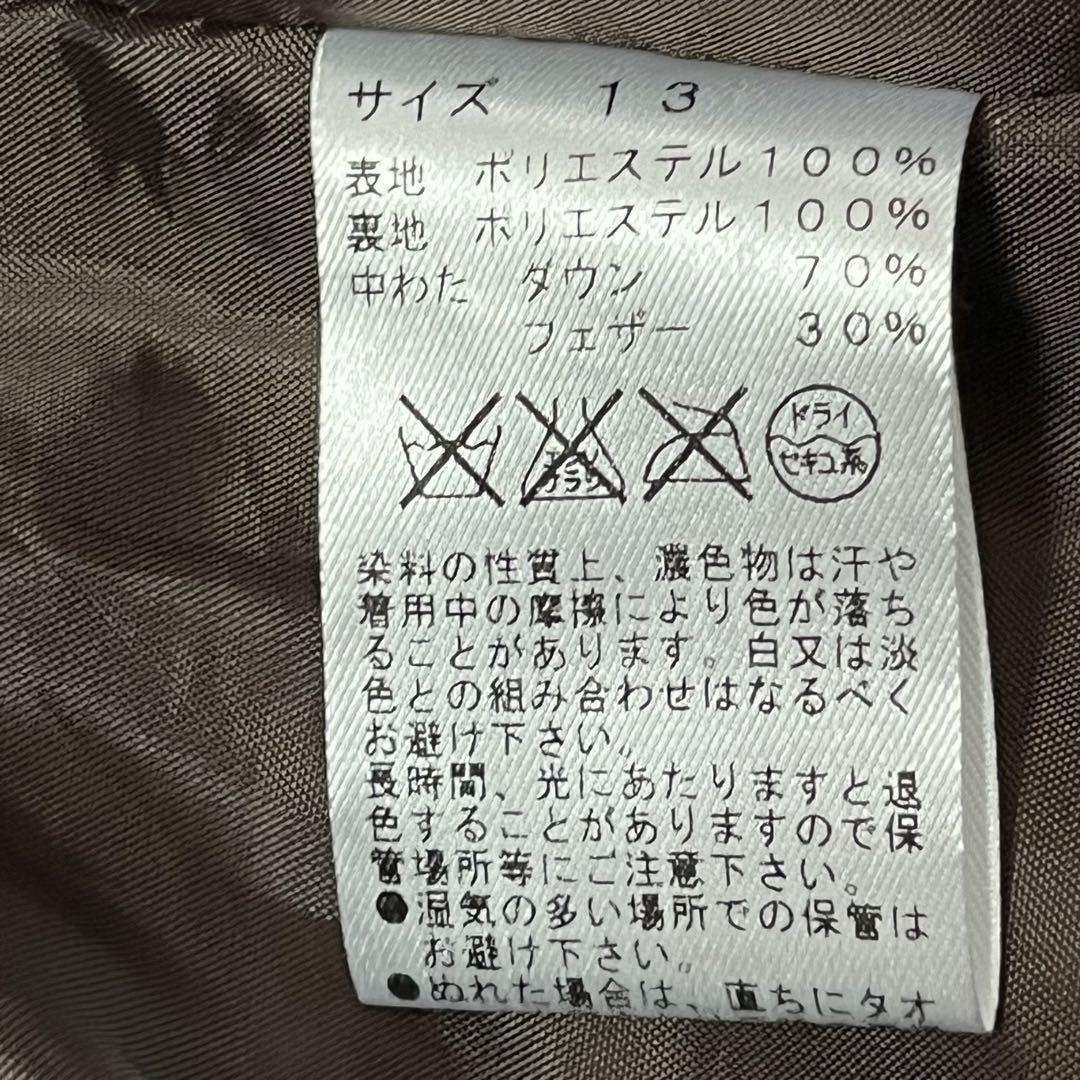 サイズ　１３
表地　ポリエステル１００％
裏地　ポリエステル１００％
中わた　ダウン　７０％
フェザー　３０％
エンソ
サラシ
ドライ
セキユ系
染料の性質上、濃色物は汗や
着用中の摩擦により色が落ち
ることがあります。白又は淡
色との組み合わせはなるべく
お避け下さい。
長時間、光にあたりますと退
色することがありますので保
管場所等にご注意下さい。
●湿気の多い場所での保管は
お避け下さい。
●ぬれた場合は、直ちにタオ